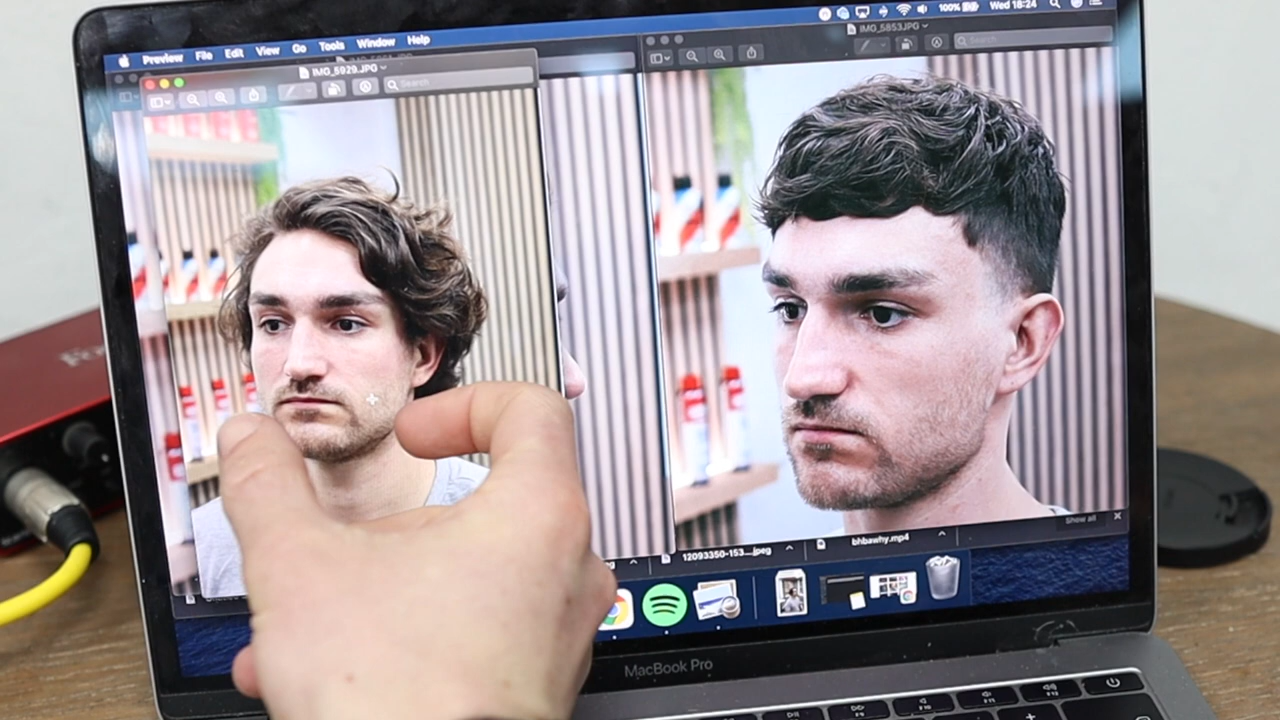 Preview File Edit View Go Tools Window Help
100% Wed 18:24
IMG_5929.JPG
Search
IMG_5853.JPG
Search
12093350-153....jpeg
bhbawhy.mp4
Show all
MacBook Pro